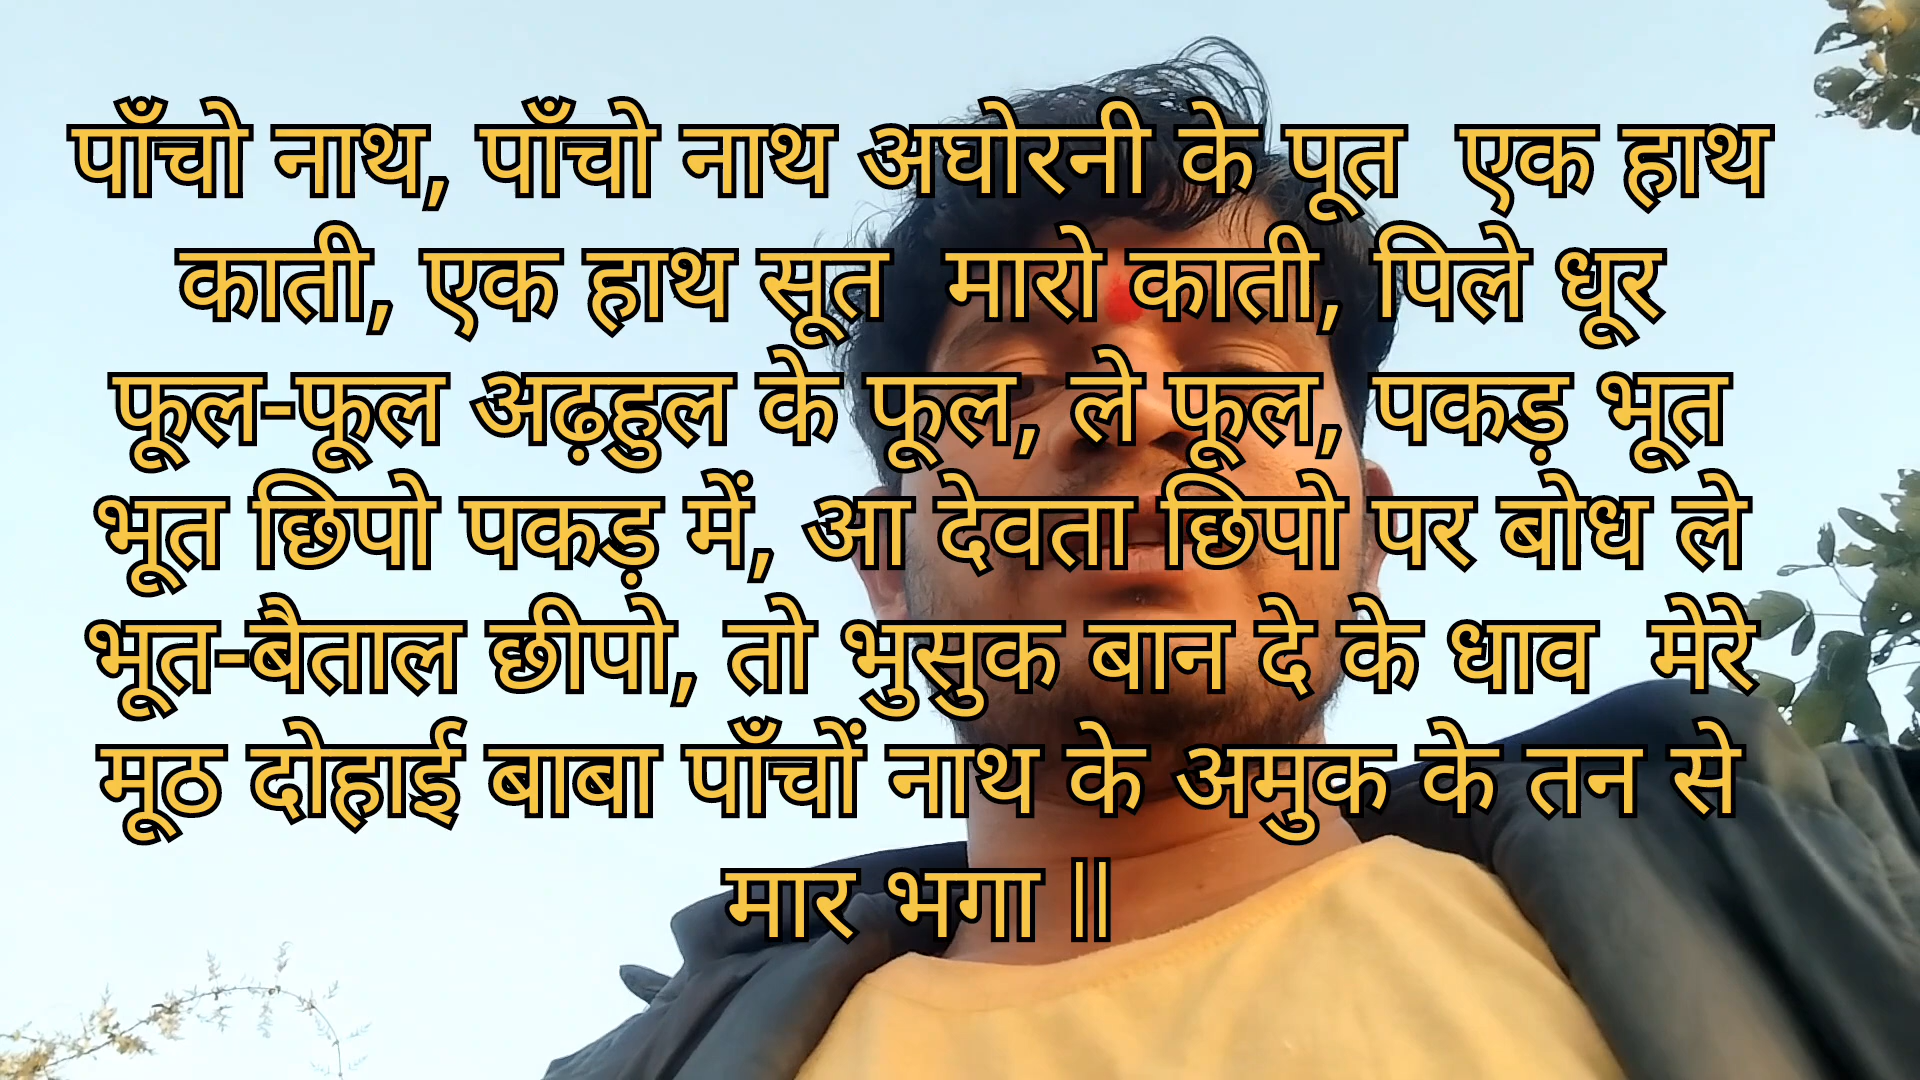 पाँचो नाथ, पाँचो नाथ अघोरनी के पूत  एक हाथ
काती, एक हाथ सूत  मारो काती, पिले धूर
फूल-फूल अढ़हुल के फूल, ले फूल, पकड़ भूत
भूत छिपो पकड़ में, आ देवता छिपो पर बोध ले
भूत-बैताल छीपो, तो भुसुक बान दे के धाव  मेरे
मूठ दोहाई बाबा पाँचों नाथ के अमुक के तन से
मार भगा ॥